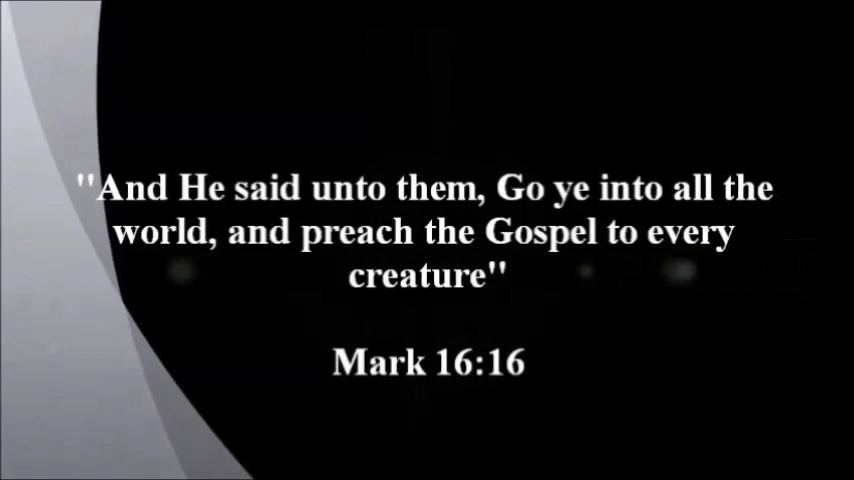 "And He said unto them, Go ye into all the
world, and preach the Gospel to every
creature"
Mark 16:16